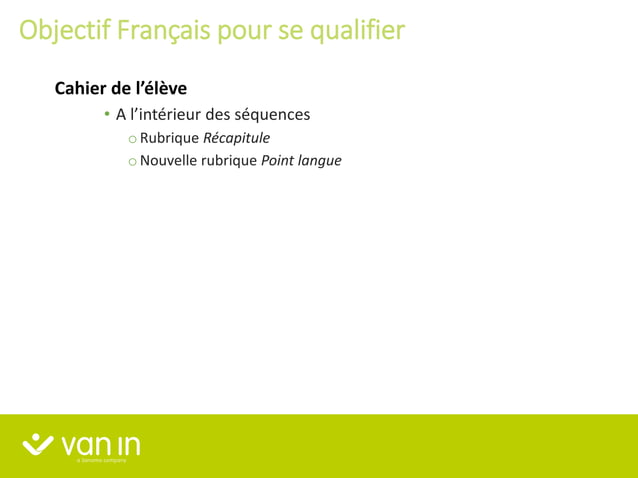 Objectif Français pour se qualifier
Cahier de l’élève
• A l’intérieur des séquences
o Rubrique Récapitule
o Nouvelle rubrique Point langue
van in
a sanoma company